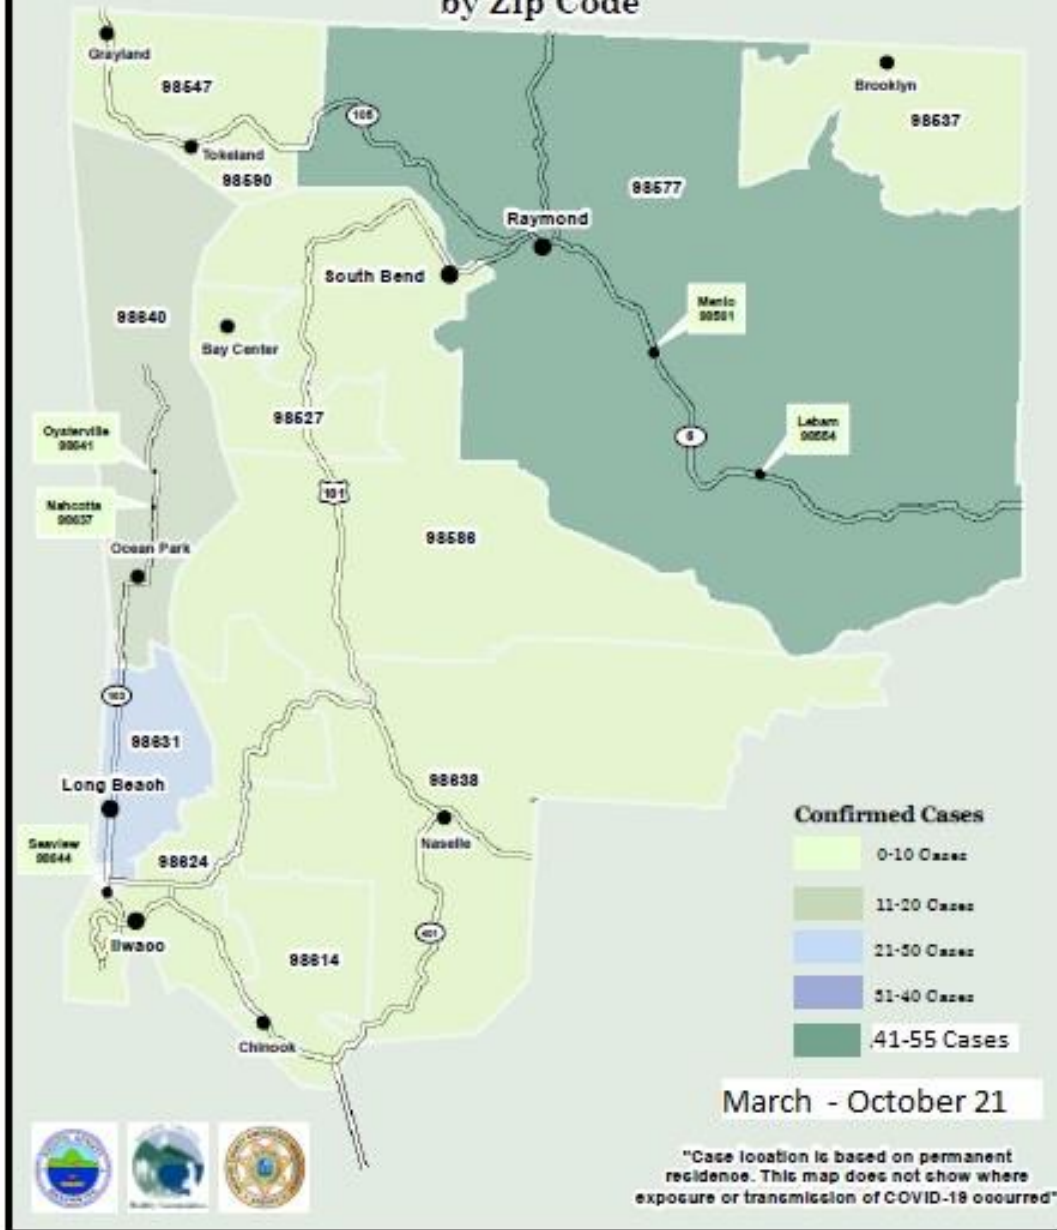 by Zip Code
Grayland
98547
105
Brooklyn
98537
Tokeland
98590
98577
Raymond
South Bend
98640
Bay Center
Menlo
98561
98527
Oysterville
98641
6
Lebam
98554
101
Nahcotta
98637
98586
Ocean Park
103
98631
Long Beach
98638
Naselle
Seaview
98644
98624
Ilwaco
401
98614
Chinook
Confirmed Cases
0-10 Cases
11-20 Cases
21-30 Cases
31-40 Cases
.41-55 Cases
March - October 21
"Case location is based on permanent
residence. This map does not show where
exposure or transmission of COVID-19 occurred"